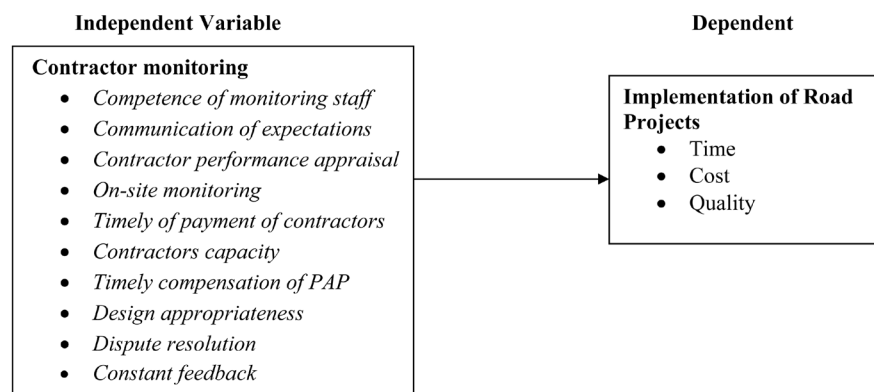 Independent Variable
Dependent
Contractor monitoring
• Competence of monitoring staff
• Communication of expectations
• Contractor performance appraisal
• On-site monitoring
• Timely of payment of contractors
• Contractors capacity
• Timely compensation of PAP
• Design appropriateness
• Dispute resolution
• Constant feedback
Implementation of Road
Projects
• Time
• Cost
• Quality